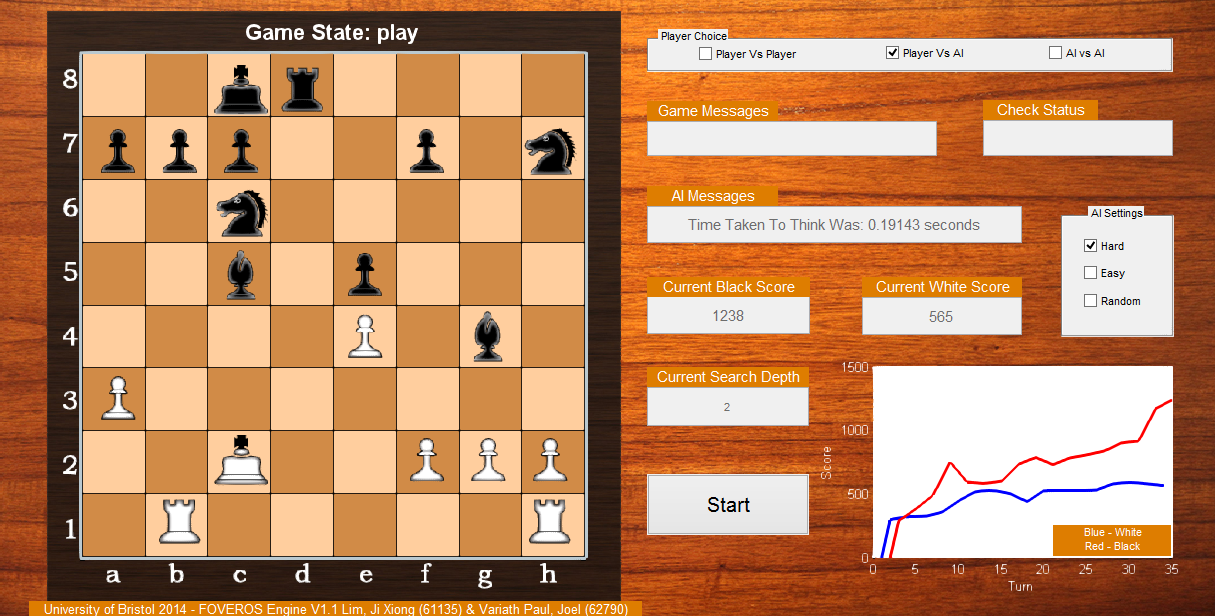 Game State: play
8
7
6
5
4
3
2
1
a b c d e f g h
University of Bristol 2014 - FOVEROS Engine V1.1 Lim, Ji Xiong (61135) & Variath Paul, Joel (62790)
Player Choice
Player Vs Player
Player Vs AI
AI vs AI
Game Messages
Check Status
AI Messages
Time Taken To Think Was: 0.19143 seconds
AI Settings
Hard
Easy
Random
Current Black Score
1238
Current White Score
565
Current Search Depth
2
Start
1500
1000
500
0
Score
0 5 10 15 20 25 30 35
Turn
Blue - White
Red - Black